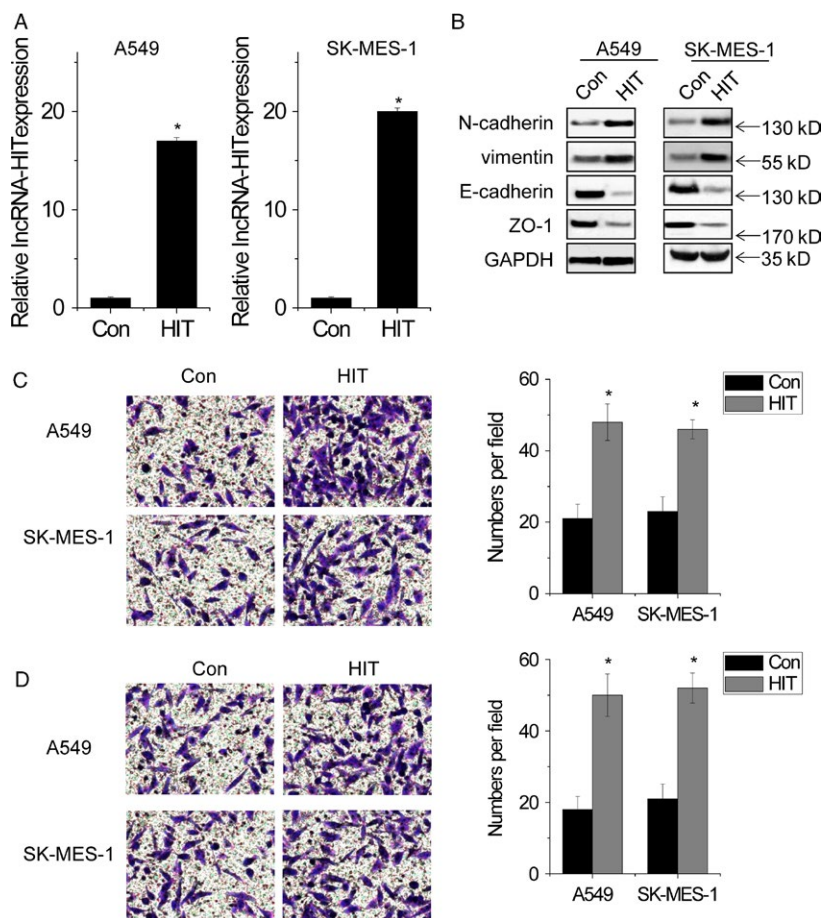 A
A549
SK-MES-1
Relative lncRNA-HITexpression
20
10
0
*
Con
HIT
Relative lncRNA-HITexpression
20
10
0
*
Con
HIT
B
A549
SK-MES-1
Con
HIT
Con
HIT
N-cadherin
←130 kD
vimentin
←55 kD
E-cadherin
←130 kD
ZO-1
←170 kD
GAPDH
←35 kD
C
Con
HIT
A549
SK-MES-1
Numbers per field
60
40
20
0
*
*
Con
HIT
A549
SK-MES-1
D
Con
HIT
A549
SK-MES-1
Numbers per field
60
40
20
0
*
*
Con
HIT
A549
SK-MES-1